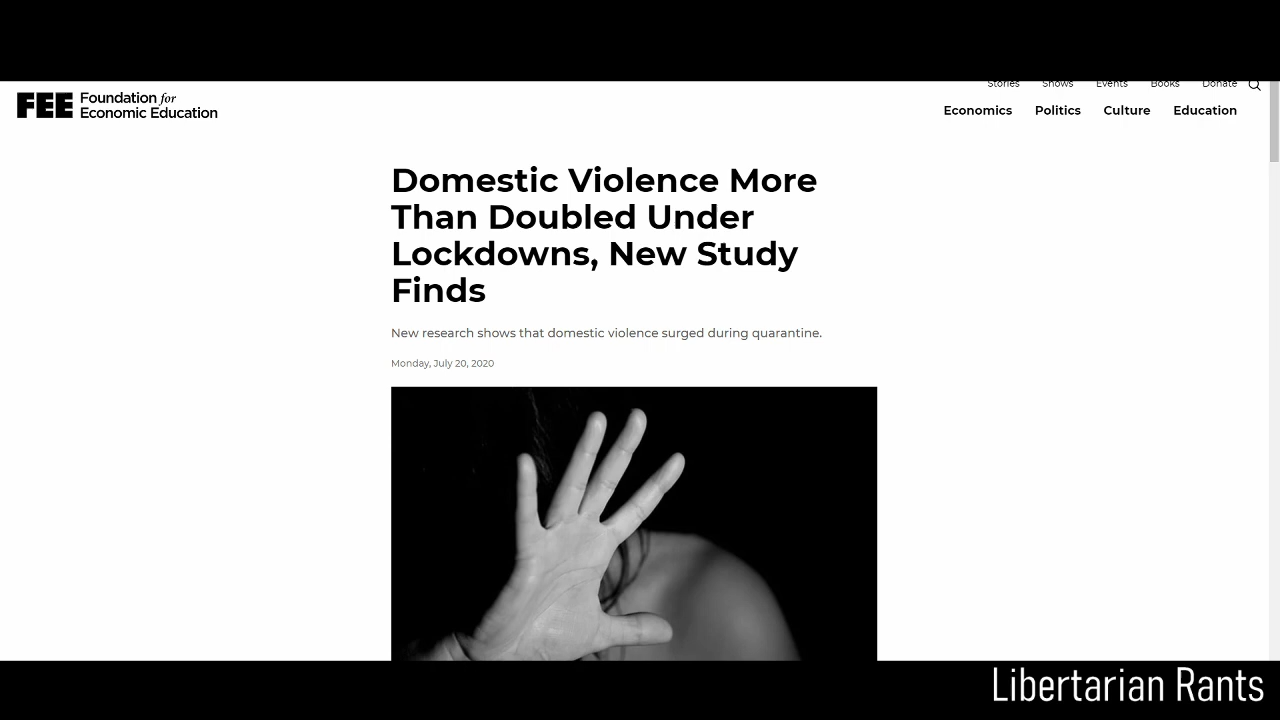 Stories Shows Events Books Donate
FEE Foundation for
Economic Education
Economics Politics Culture Education
Domestic Violence More
Than Doubled Under
Lockdowns, New Study
Finds
New research shows that domestic violence surged during quarantine.
Monday, July 20, 2020
Libertarian Rants